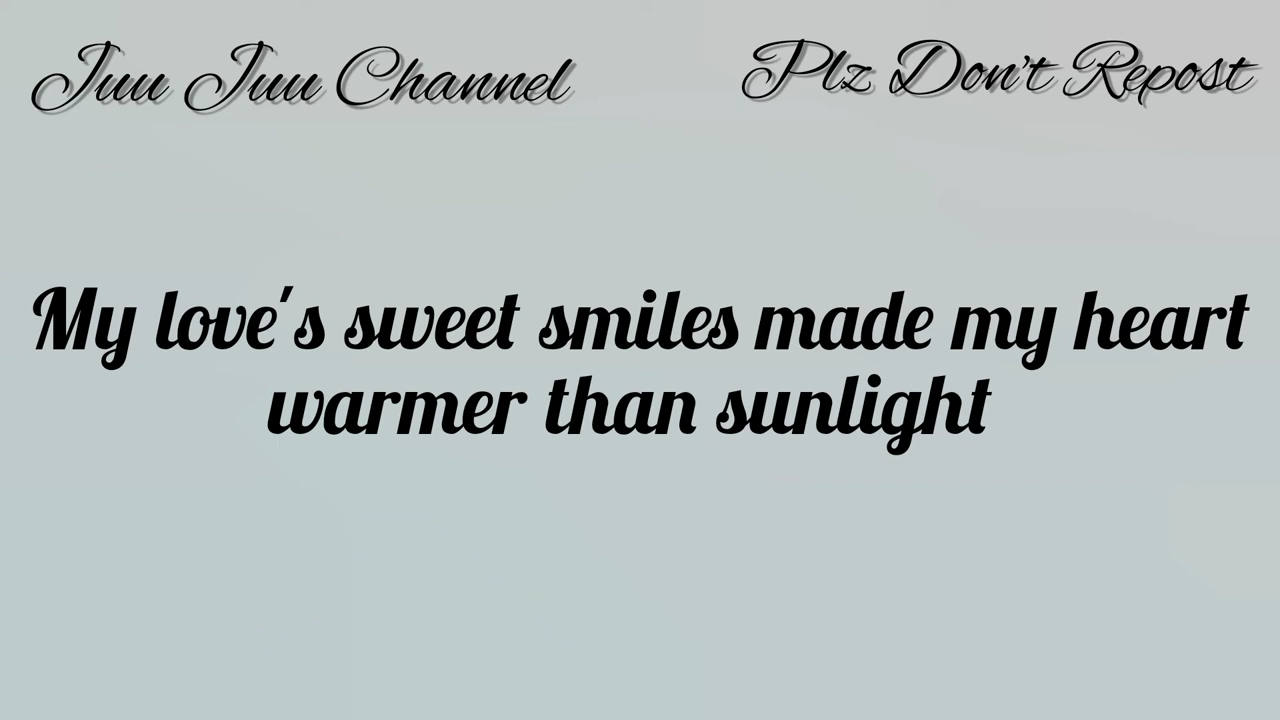 Juu Juu Channel
Plz Don't Repost
My love's sweet smiles made my heart
warmer than sunlight